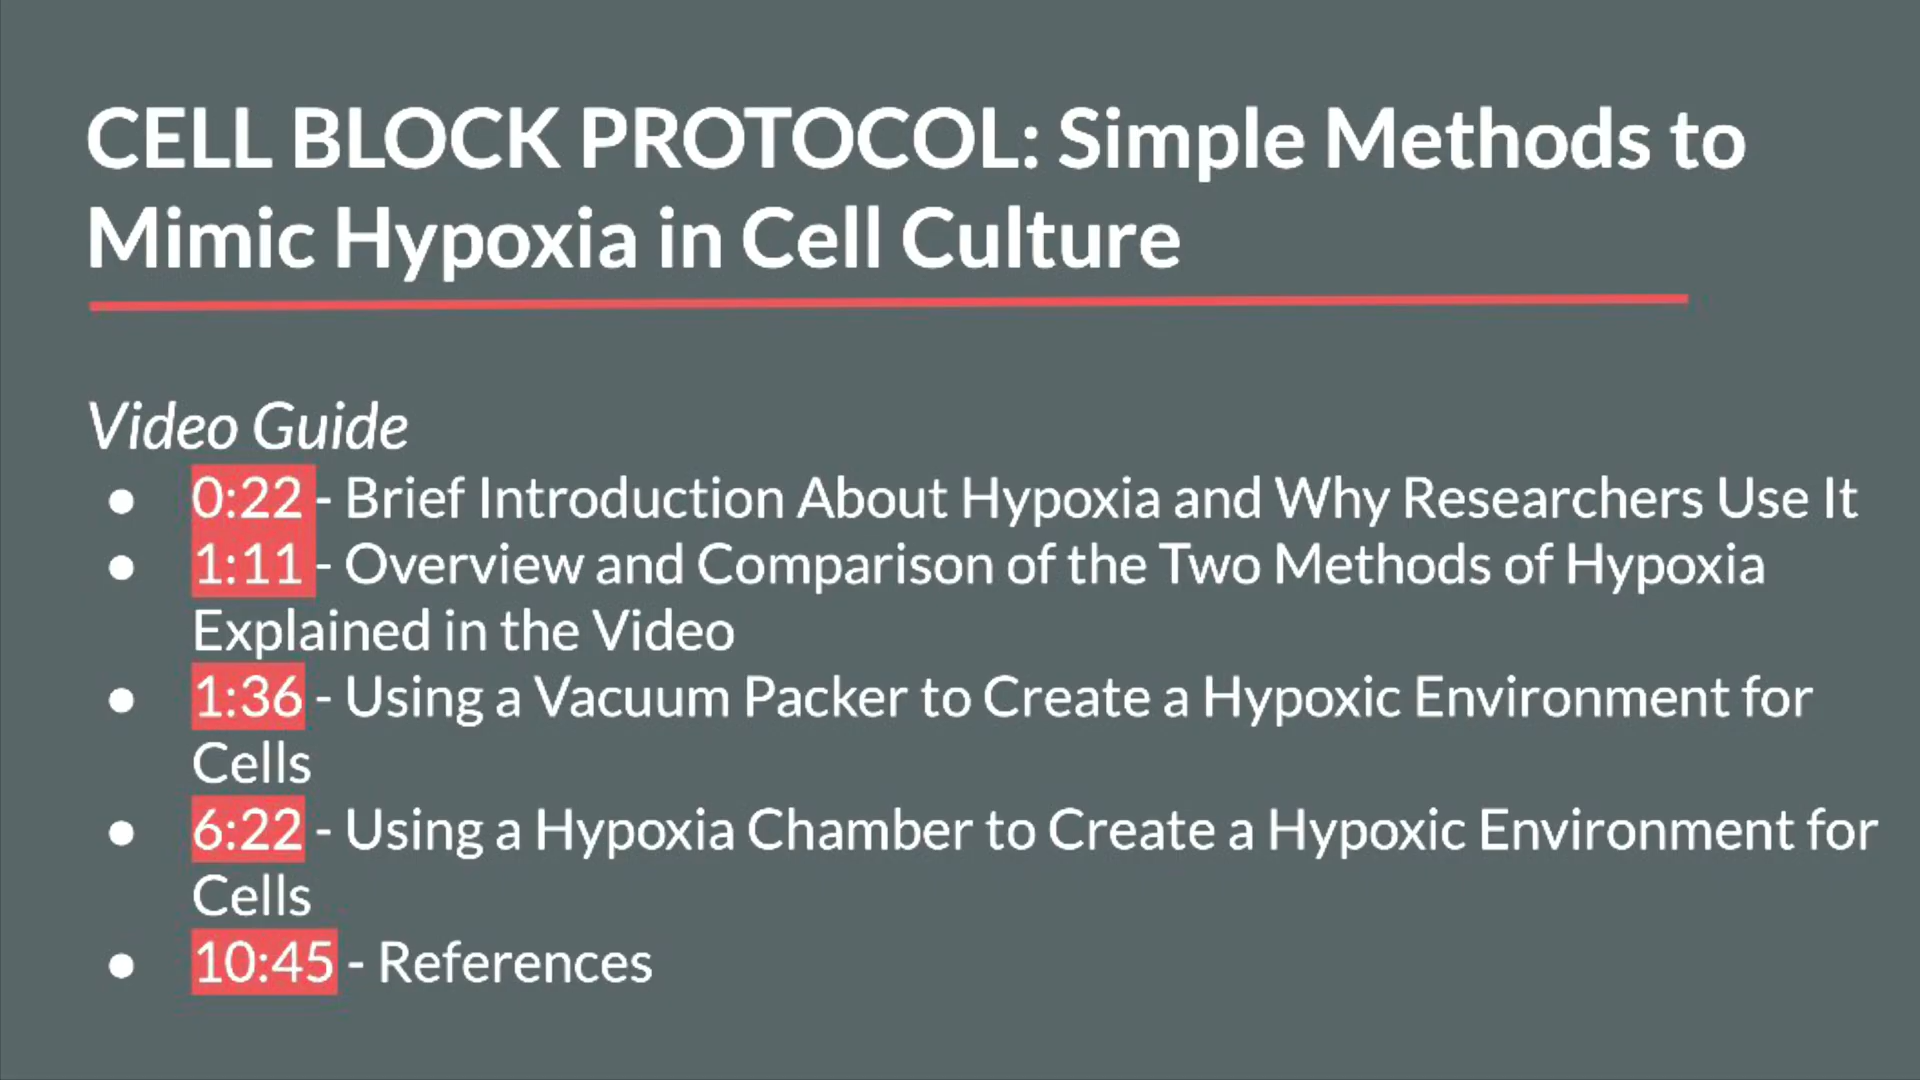 CELL BLOCK PROTOCOL: Simple Methods to
Mimic Hypoxia in Cell Culture
Video Guide
● 0:22 - Brief Introduction About Hypoxia and Why Researchers Use It
● 1:11 - Overview and Comparison of the Two Methods of Hypoxia
Explained in the Video
● 1:36 - Using a Vacuum Packer to Create a Hypoxic Environment for
Cells
● 6:22 - Using a Hypoxia Chamber to Create a Hypoxic Environment for
Cells
● 10:45 - References